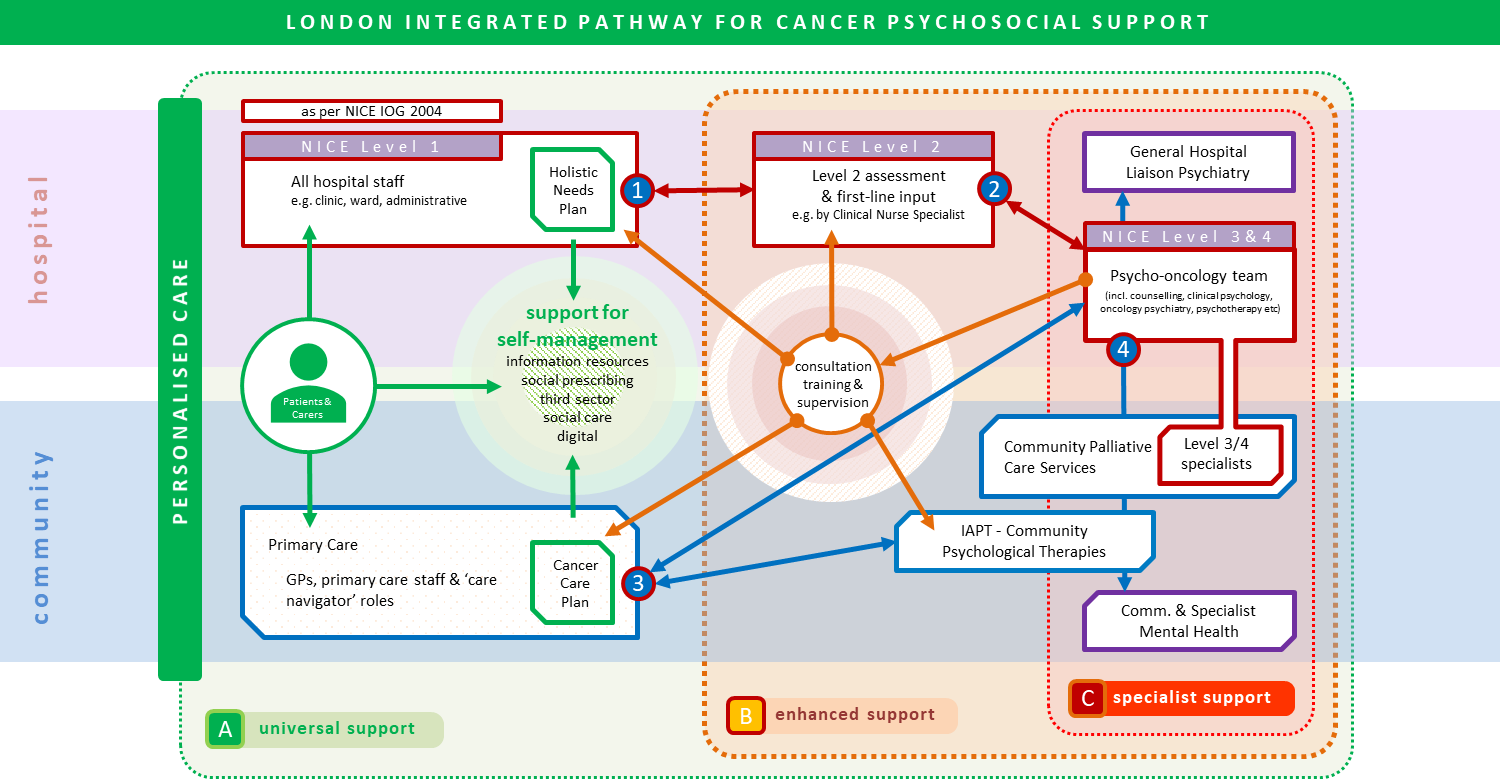 LONDON INTEGRATED PATHWAY FOR CANCER PSYCHOSOCIAL SUPPORT
hospital
community
PERSONALISED CARE
as per NICE IOG 2004
NICE Level 1
All hospital staff
e.g. clinic, ward, administrative
Holistic
Needs
Plan
1
NICE Level 2
Level 2 assessment
& first-line input
e.g. by Clinical Nurse Specialist
2
General Hospital
Liaison Psychiatry
NICE Level 3&4
Psycho-oncology team
(incl. counselling, clinical psychology,
oncology psychiatry, psychotherapy etc)
4
Patients &
Carers
support for
self-management
information resources
social prescribing
third sector
social care
digital
consultation
training &
supervision
Community Palliative
Care Services
Level 3/4
specialists
IAPT - Community
Psychological Therapies
Primary Care
GPs, primary care staff & ‘care
navigator’ roles
Cancer
Care
Plan
3
Comm. & Specialist
Mental Health
A universal support
B enhanced support
C specialist support